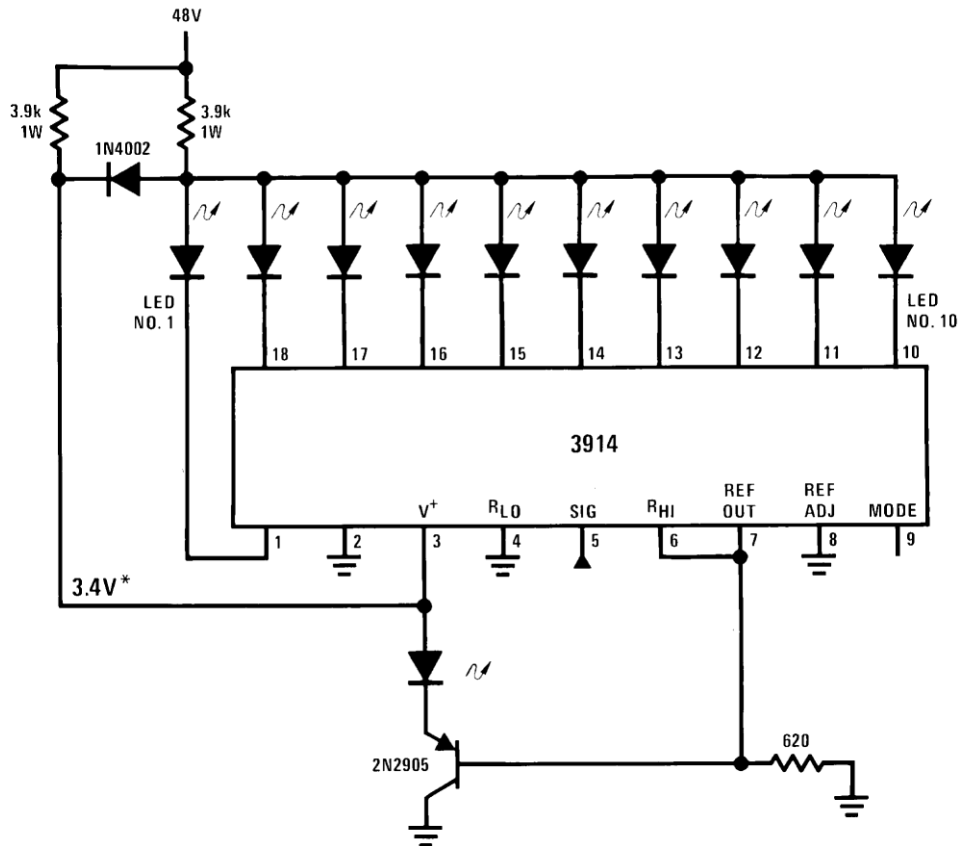 48V
3.9k
1W
3.9k
1W
1N4002
LED
NO. 1
LED
NO. 10
18
17
16
15
14
13
12
11
10
3914
V+
RLO
SIG
RHI
REF
OUT
REF
ADJ
MODE
1
2
3
4
5
6
7
8
9
3.4V*
2N2905
620